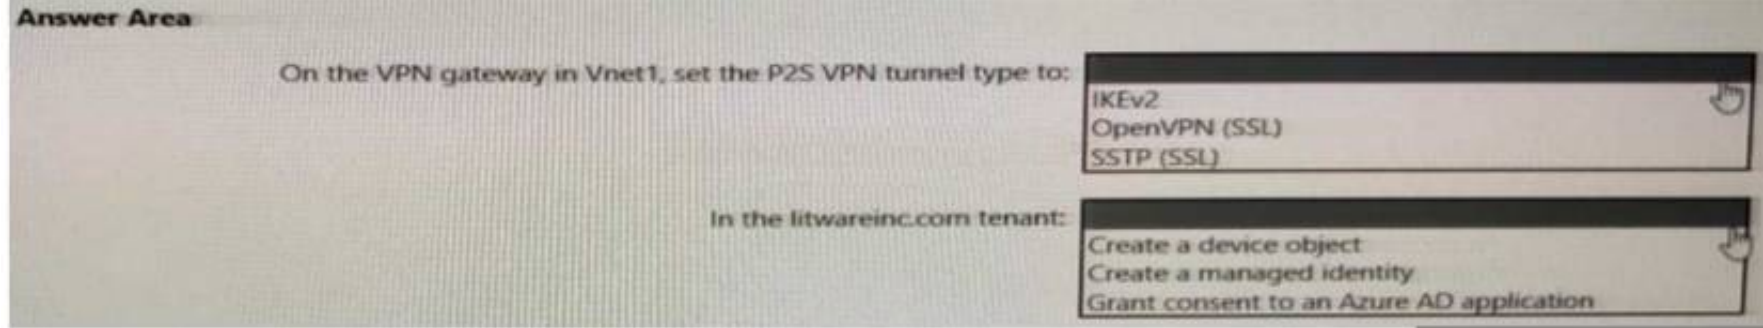 Answer Area
On the VPN gateway in Vnet1, set the P2S VPN tunnel type to:
IKEv2
OpenVPN (SSL)
SSTP (SSL)
In the litwareinc.com tenant:
Create a device object
Create a managed identity
Grant consent to an Azure AD application